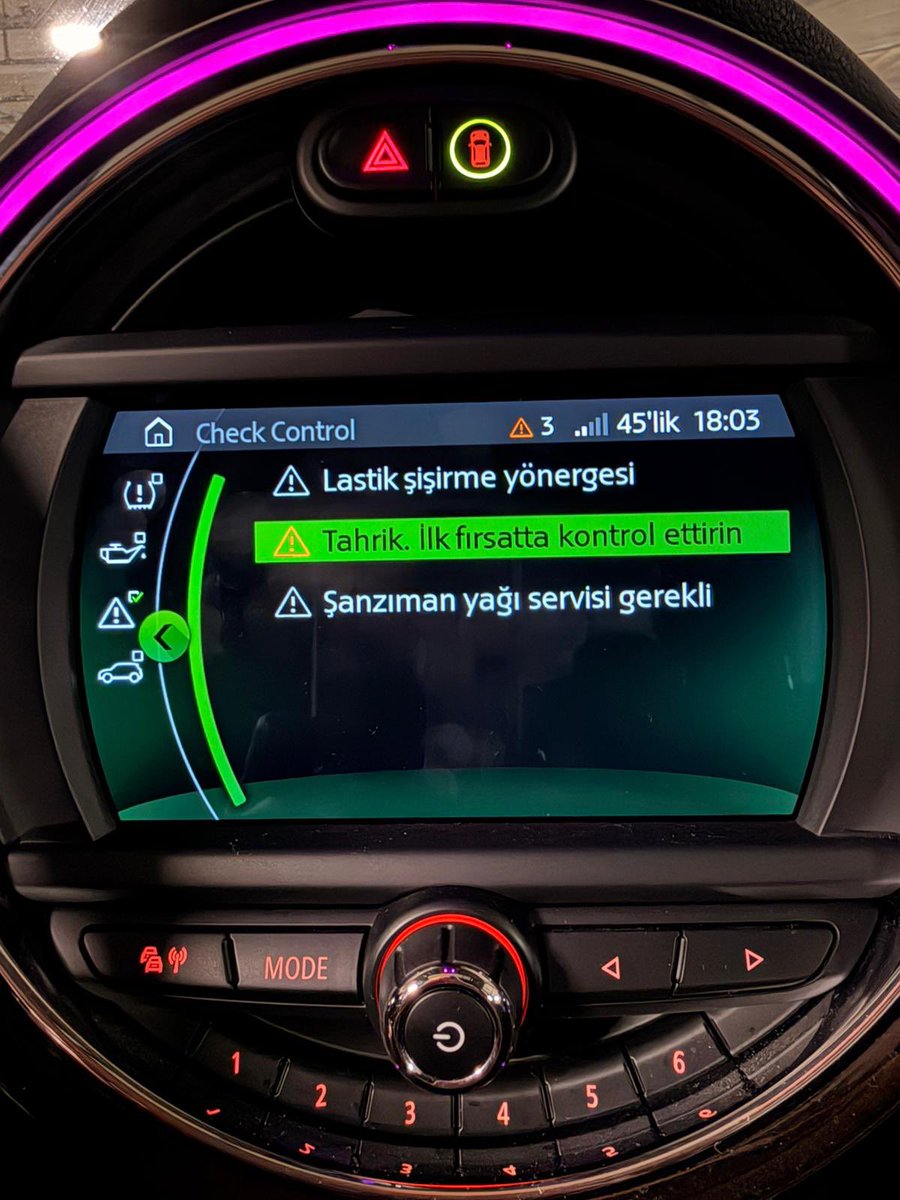 Check Control 3 45'lik 18:03
Lastik şişirme yönergesi
Tahrik. İlk fırsatta kontrol ettirin
Şanzıman yağı servisi gerekli
MODE
1 2 3 4 5 6